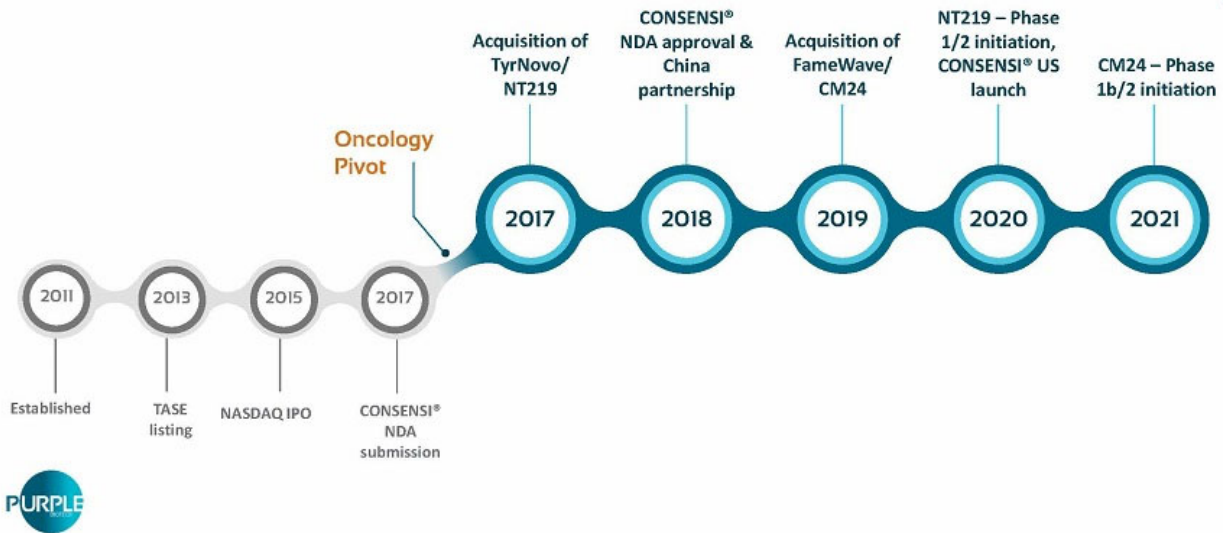 CONSENSI®
NDA approval &
China
partnership
NT219 – Phase
1/2 initiation,
CONSENSI® US
launch
Acquisition of
TyrNovo/
NT219
Acquisition of
FameWave/
CM24
CM24 – Phase
1b/2 initiation
Oncology
Pivot
2017
2018
2019
2020
2021
2011
2013
2015
2017
Established
TASE
listing
NASDAQ IPO
CONSENSI®
NDA
submission
PURPLE